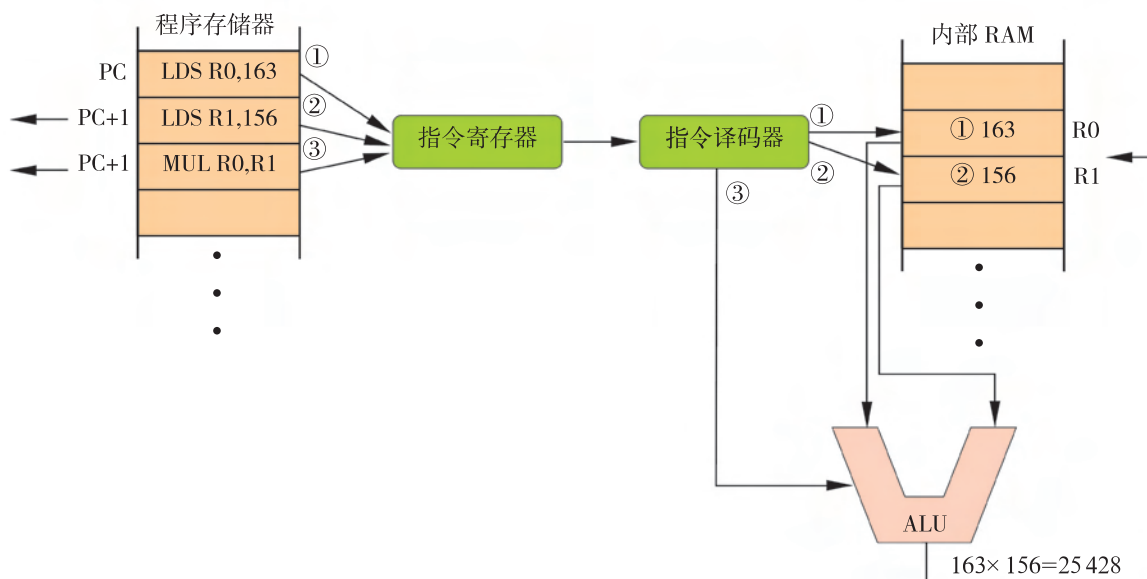 程序存储器
PC
LDS R0,163
①
PC+1
LDS R1,156
②
PC+1
MUL R0,R1
③
指令寄存器
指令译码器
①
②
③
内部 RAM
① 163
R0
② 156
R1
ALU
163×156=25 428